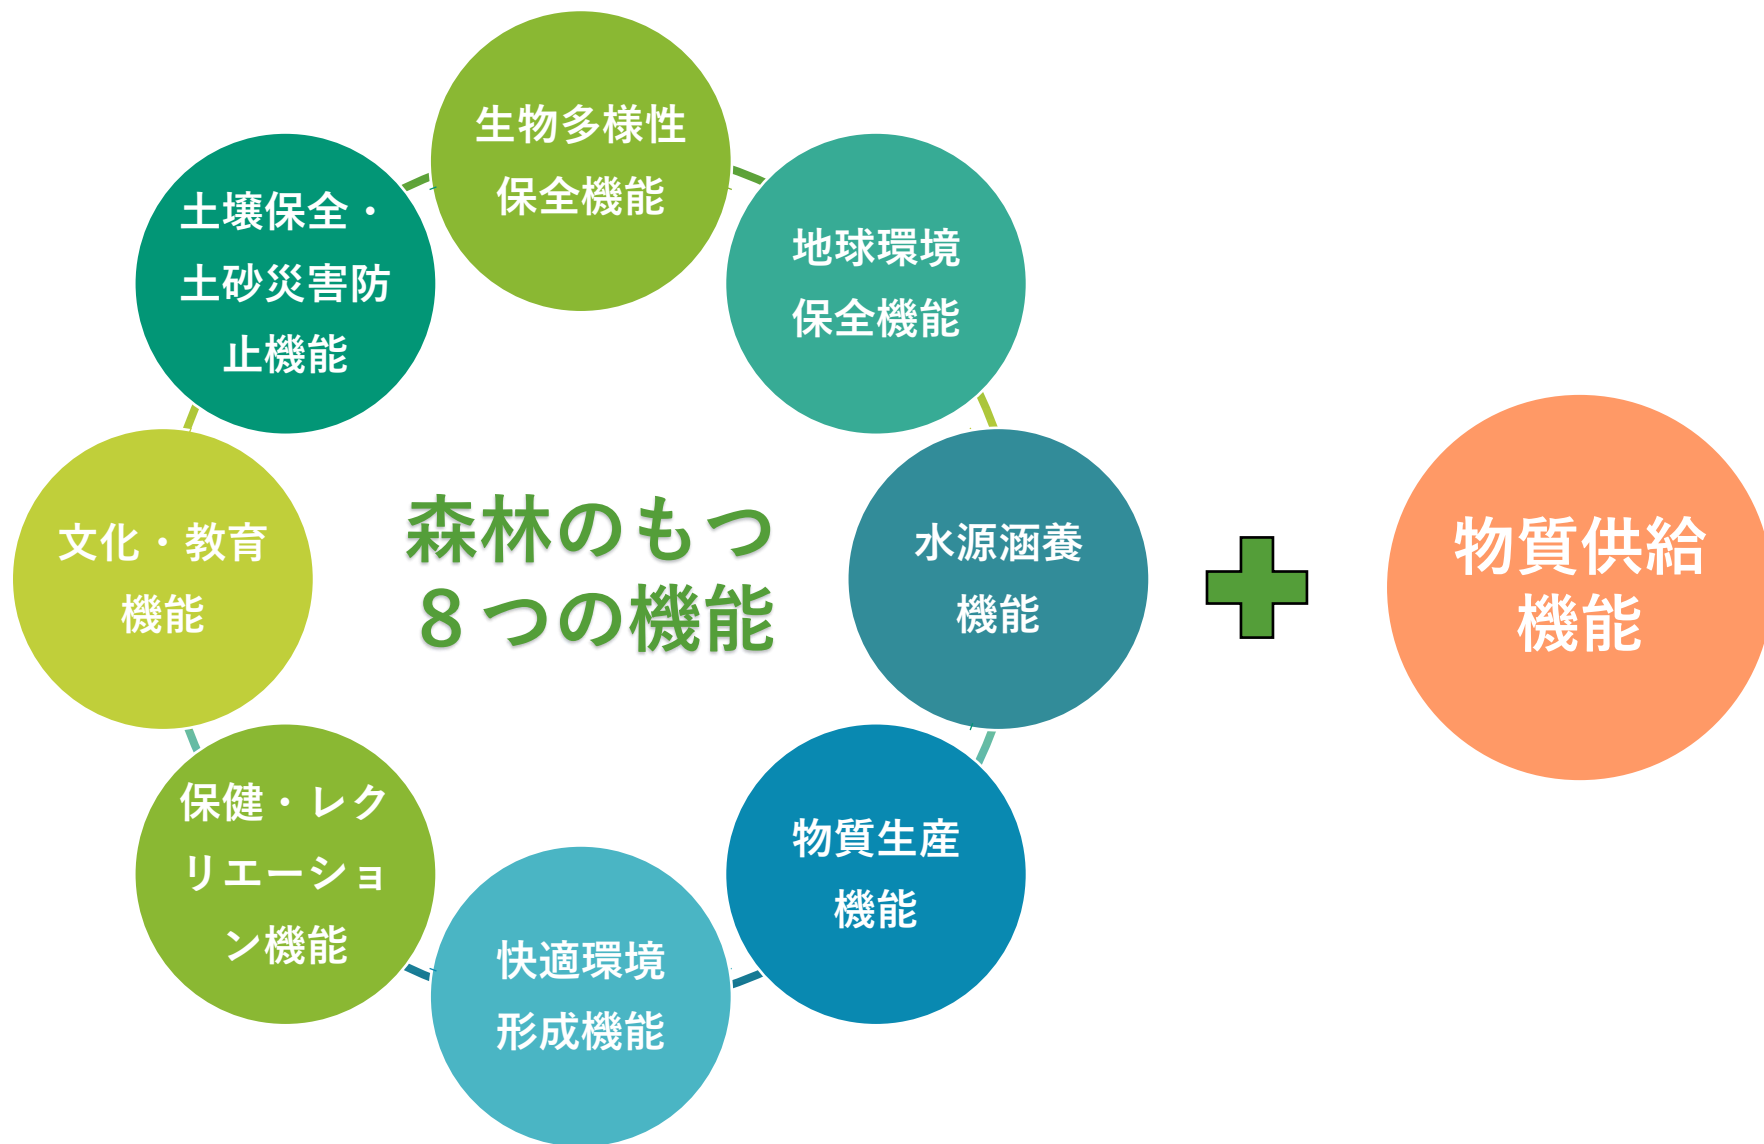 生物多様性
保全機能
地球環境
保全機能
水源涵養
機能
物質生産
機能
快適環境
形成機能
保健・レク
リエーショ
ン機能
文化・教育
機能
土壌保全・
土砂災害防
止機能
森林のもつ
８つの機能
物質供給
機能